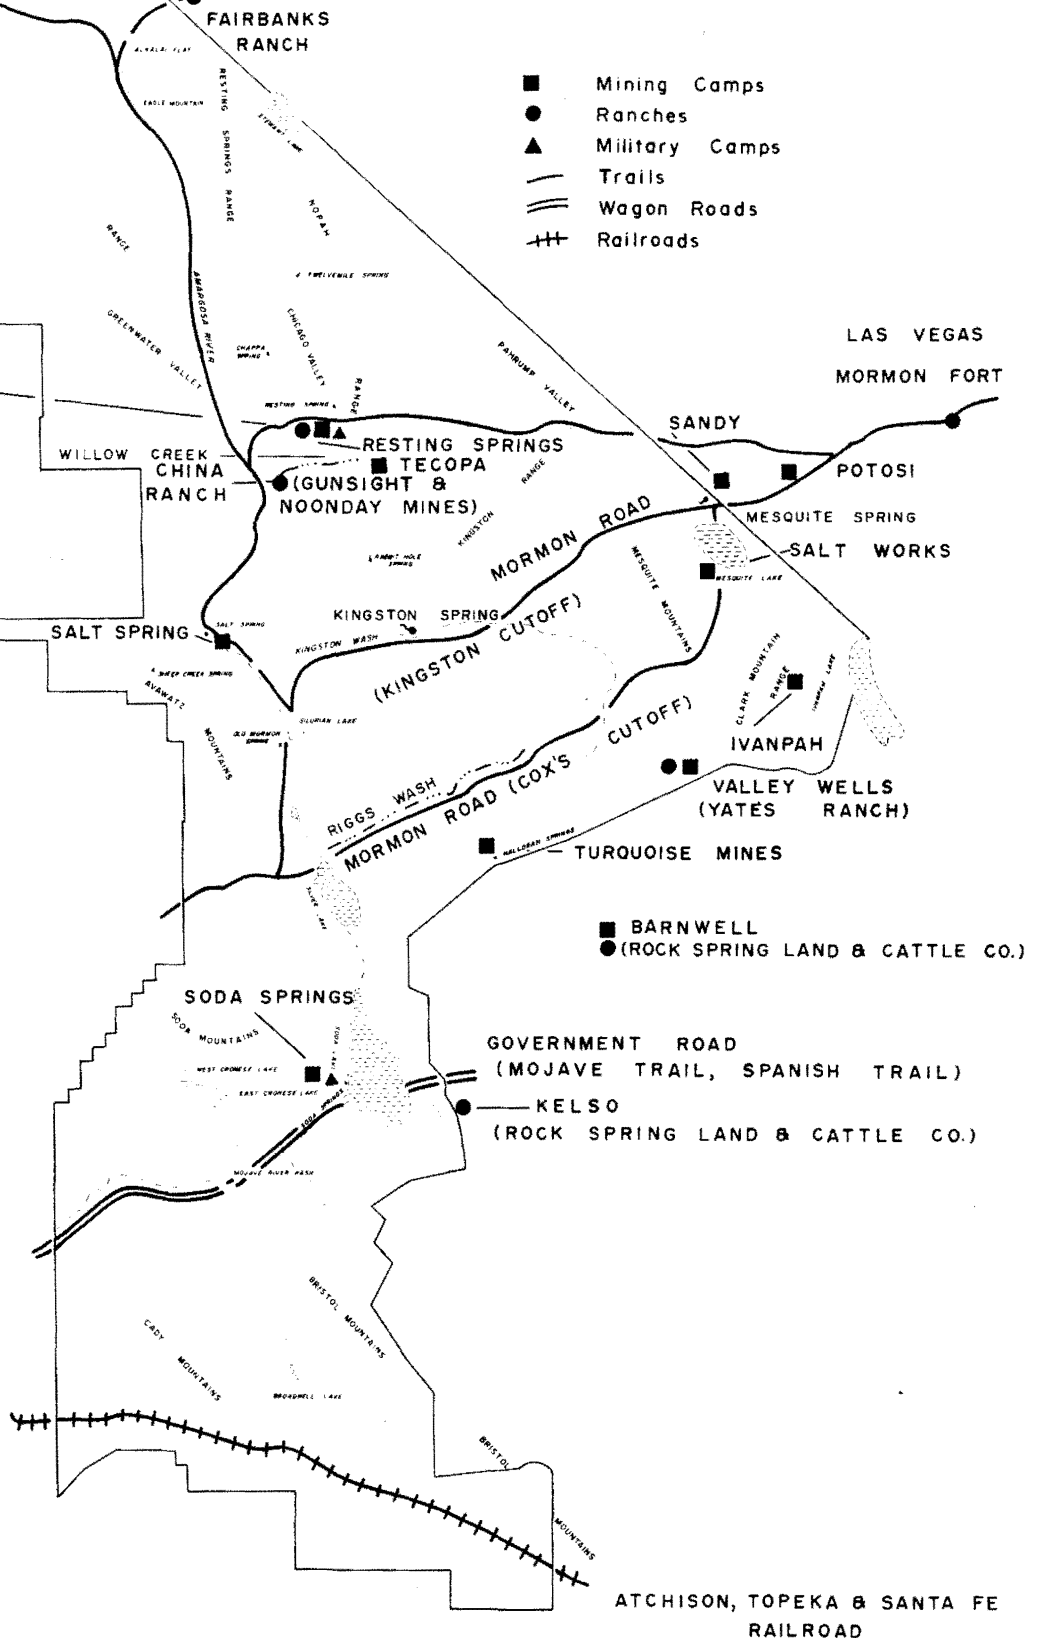 FAIRBANKS
RANCH
ALKALAI FLAT
EAGLE MOUNTAIN
RESTING SPRINGS RANGE
STEWART LAKE
Mining Camps
Ranches
Military Camps
Trails
Wagon Roads
Railroads
NOPAH
RANGE
TWELVEMILE SPRING
AMARGOSA RIVER
GREENWATER VALLEY
CHICAGO VALLEY
CHAPPA
SPRING
PAHRUMP VALLEY
LAS VEGAS
MORMON FORT
RANGE
RESTING SPRING
SANDY
RESTING SPRINGS
WILLOW CREEK
CHINA
RANCH
TECOPA
(GUNSIGHT &
NOONDAY MINES)
POTOSI
RANGE
KINGSTON
MORMON ROAD
MESQUITE SPRING
SALT WORKS
RABBIT HOLE
SPRING
MESQUITE LAKE
MESQUITE MOUNTAINS
KINGSTON SPRING
(KINGSTON CUTOFF)
SALT SPRING
SALT SPRING
KINGSTON WASH
SHEEP CREEK SPRING
AVAWATZ
MOUNTAINS
SILURIAN LAKE
OLD MORMON
SPRING
CLARK MOUNTAIN
RANGE
IVANPAH LAKE
IVANPAH
VALLEY WELLS
(YATES RANCH)
RIGGS WASH
MORMON ROAD (COX'S CUTOFF)
HALLORAN SPRINGS
TURQUOISE MINES
SILVER LAKE
BARNWELL
(ROCK SPRING LAND & CATTLE CO.)
SODA SPRINGS
SODA MOUNTAINS
SODA LAKE
WEST CRONESE LAKE
EAST CRONESE LAKE
SODA SPRINGS
GOVERNMENT ROAD
(MOJAVE TRAIL, SPANISH TRAIL)
KELSO
(ROCK SPRING LAND & CATTLE CO.)
MOJAVE RIVER WASH
BRISTOL MOUNTAINS
CADY
MOUNTAINS
BROADWELL LAKE
BRISTOL
MOUNTAINS
ATCHISON, TOPEKA & SANTA FE
RAILROAD